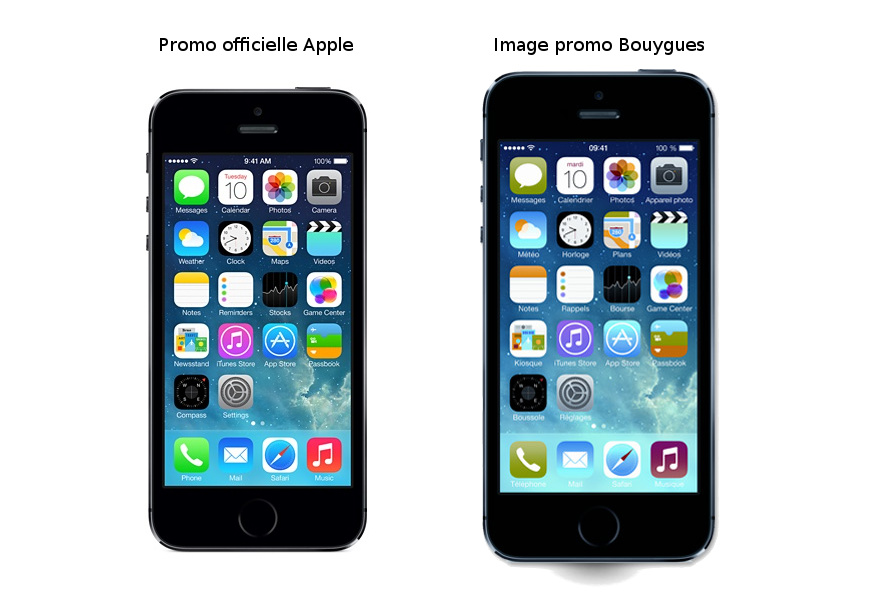 Promo officielle Apple
Image promo Bouygues
9:41 AM 100%
Tuesday
10
Messages Calendar Photos Camera
280
Weather Clock Maps Videos
Notes Reminders Stocks Game Center
News
Newsstand iTunes Store App Store Passbook
N
W E
S
Compass Settings
Phone Mail Safari Music
09:41 100 %
mardi
10
Messages Calendrier Photos Appareil photo
280
Météo Horloge Plans Vidéos
Notes Rappels Bourse Game Center
Kiosque iTunes Store App Store Passbook
Boussole Réglages
Téléphone Mail Safari Musique